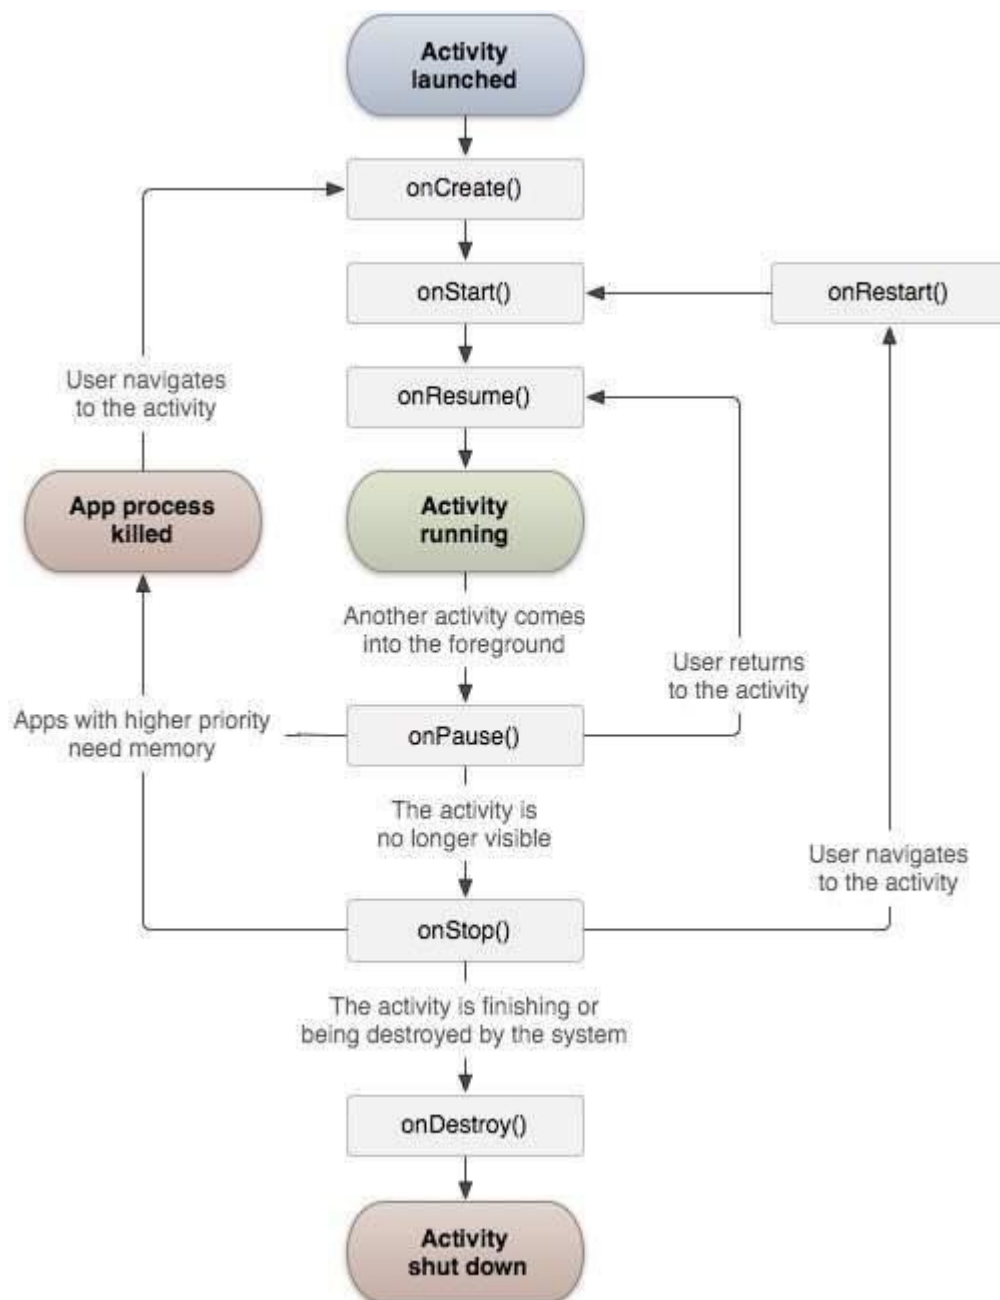 Activity
launched
onCreate()
onStart()
onRestart()
User navigates
to the activity
onResume()
App process
killed
Activity
running
Another activity comes
into the foreground
User returns
to the activity
Apps with higher priority
need memory
onPause()
The activity is
no longer visible
User navigates
to the activity
onStop()
The activity is finishing or
being destroyed by the system
onDestroy()
Activity
shut down